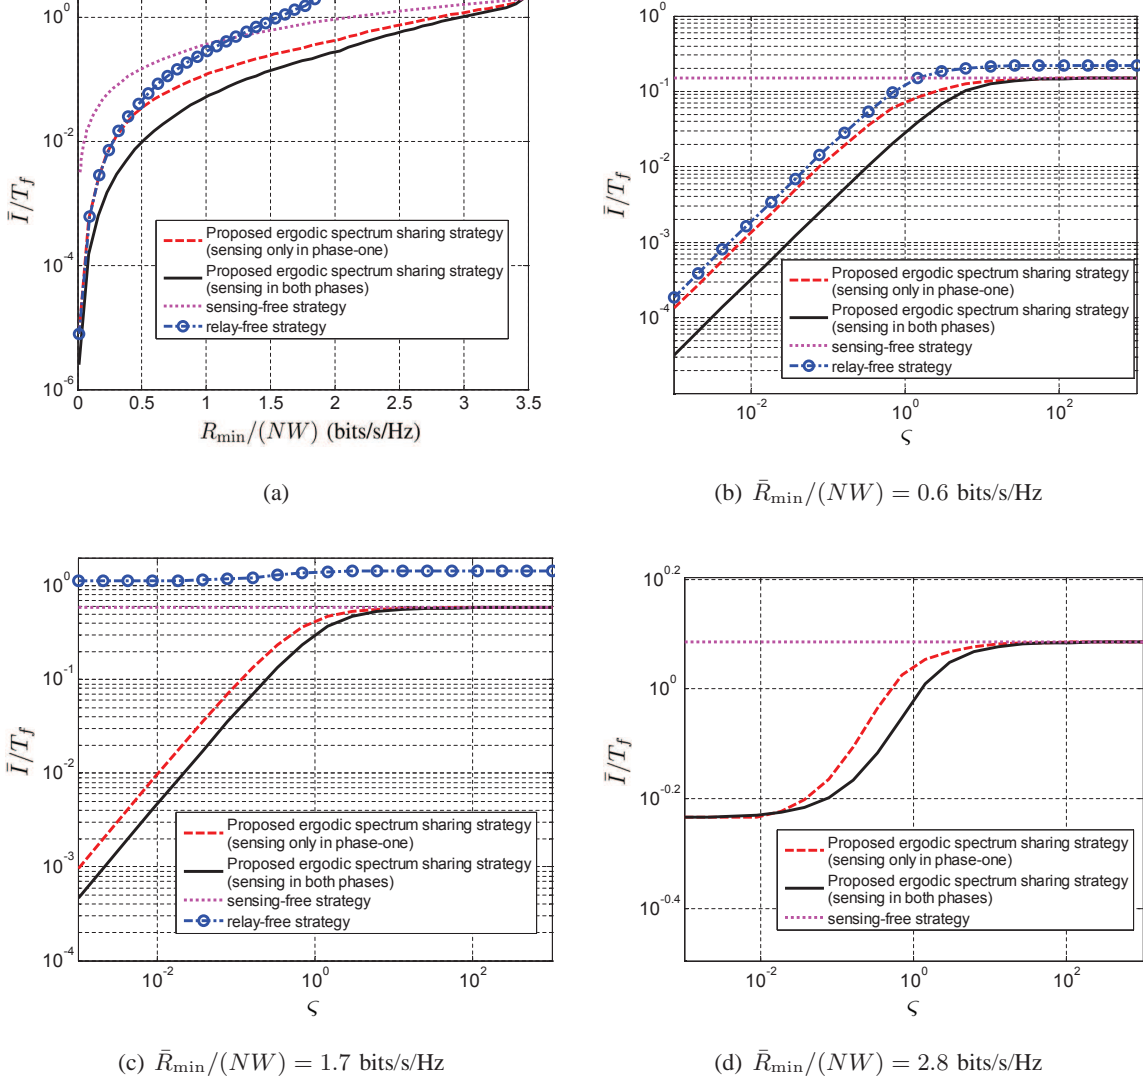 10^0
10^-2
10^-4
10^-6
Ī/T_f
0 0.5 1 1.5 2 2.5 3 3.5
R_min/(NW) (bits/s/Hz)
Proposed ergodic spectrum sharing strategy
(sensing only in phase-one)
Proposed ergodic spectrum sharing strategy
(sensing in both phases)
sensing-free strategy
relay-free strategy
(a)
10^0
10^-1
10^-2
10^-3
10^-4
Ī/T_f
10^-2 10^0 10^2
ς
Proposed ergodic spectrum sharing strategy
(sensing only in phase-one)
Proposed ergodic spectrum sharing strategy
(sensing in both phases)
sensing-free strategy
relay-free strategy
(b) R̄_min/(NW) = 0.6 bits/s/Hz
10^0
10^-1
10^-2
10^-3
10^-4
Ī/T_f
10^-2 10^0 10^2
ς
Proposed ergodic spectrum sharing strategy
(sensing only in phase-one)
Proposed ergodic spectrum sharing strategy
(sensing in both phases)
sensing-free strategy
relay-free strategy
(c) R̄_min/(NW) = 1.7 bits/s/Hz
10^0.2
10^0
10^-0.2
10^-0.4
Ī/T_f
10^-2 10^0 10^2
ς
Proposed ergodic spectrum sharing strategy
(sensing only in phase-one)
Proposed ergodic spectrum sharing strategy
(sensing in both phases)
sensing-free strategy
(d) R̄_min/(NW) = 2.8 bits/s/Hz